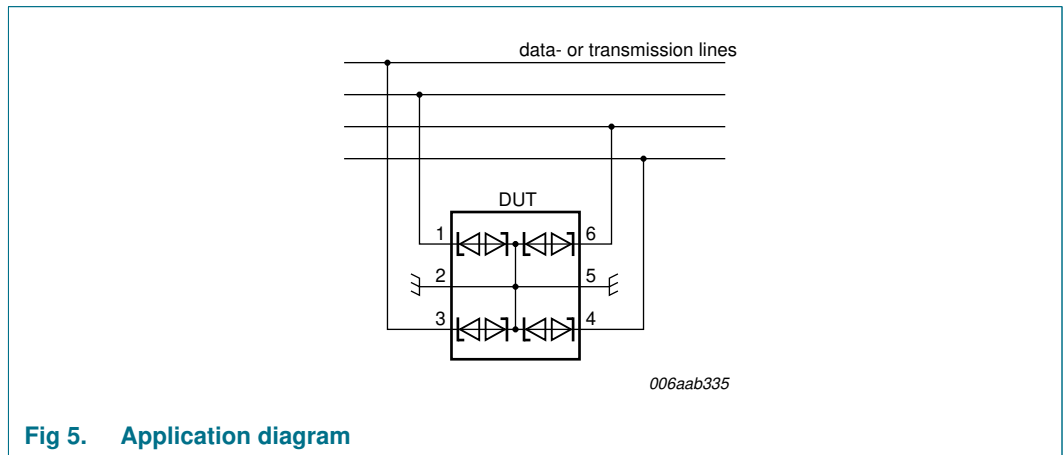 data- or transmission lines
DUT
1 6
2 5
3 4
006aab335
Fig 5. Application diagram